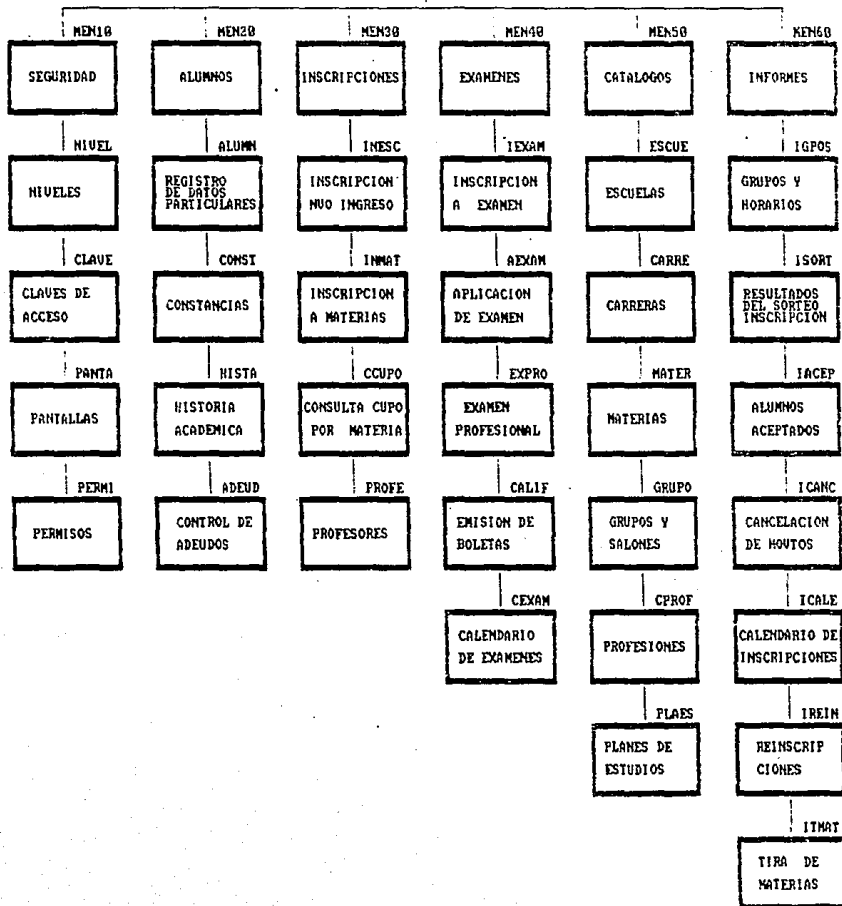 MEN10 MEN20 MEN30 MEN40 MEN50 MEN60
SEGURIDAD ALUMNOS INSCRIPCIONES EXAMENES CATALOGOS INFORMES
NIVEL ALUMN INESC IEXAM ESCUE IGPOS
NIVELES
REGISTRO
DE DATOS
PARTICULARES
INSCRIPCION
NUO INGRESO
INSCRIPCION
A EXAMEN
ESCUELAS
GRUPOS Y
HORARIOS
CLAVE CONST INMAT AEXAM CARRE ISORT
CLAVES DE
ACCESO
CONSTANCIAS
INSCRIPCION
A MATERIAS
APLICACION
DE EXAMEN
CARRERAS
RESULTADOS
DEL SORTEO
INSCRIPCION
PANTA HISTA CCUPO EXPRO MATER IACEP
PANTALLAS
HISTORIA
ACADEMICA
CONSULTA CUPO
POR MATERIA
EXAMEN
PROFESIONAL
MATERIAS
ALUMNOS
ACEPTADOS
PERMI ADEUD PROFE CALIF GRUPO ICANC
PERMISOS
CONTROL DE
ADEUDOS
PROFESORES
EMISION DE
BOLETAS
GRUPOS Y
SALONES
CANCELACION
DE MOVTOS
CEXAM CPROF ICALE
CALENDARIO
DE EXAMENES
PROFESIONES
CALENDARIO DE
INSCRIPCIONES
PLAES IREIN
PLANES DE
ESTUDIOS
REINSCRIP
CIONES
ITMAT
TIRA DE
MATERIAS